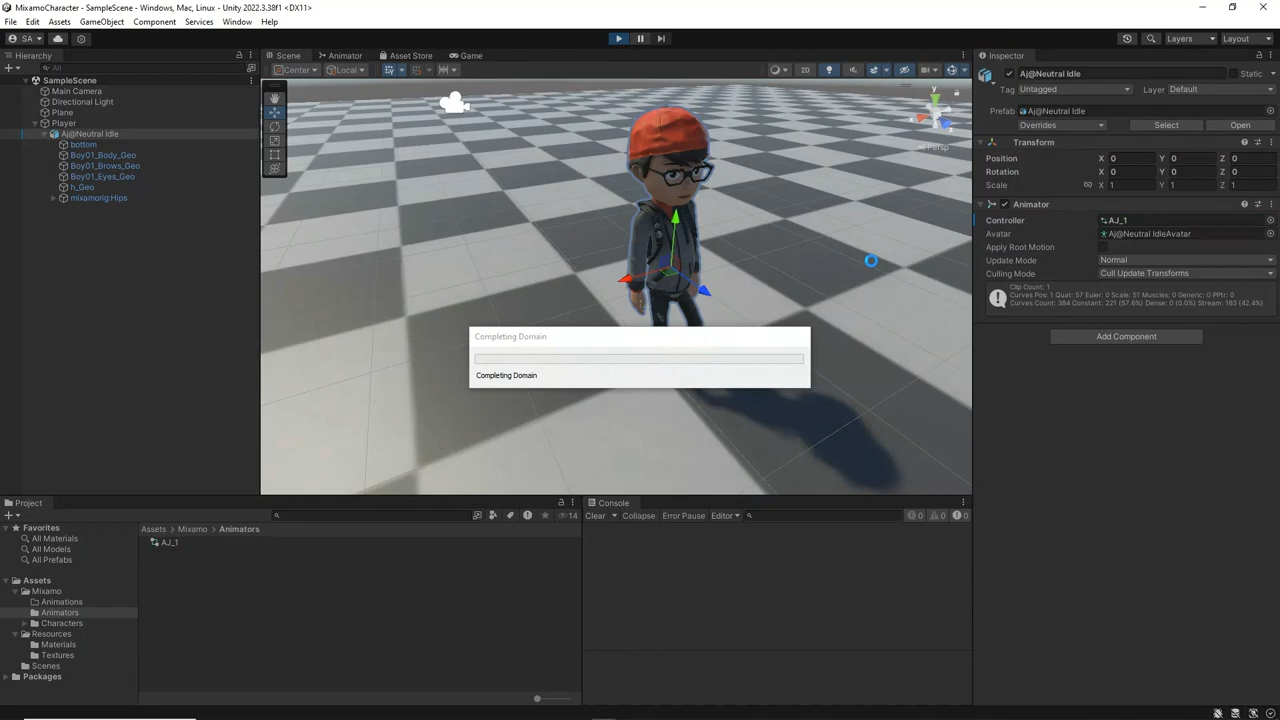 MixamoCharacter - SampleScene - Windows, Mac, Linux - Unity 2022.3.38f1 <DX11>
File Edit Assets GameObject Component Services Window Help
SA Layers Layout
Hierarchy
All
SampleScene
Main Camera
Directional Light
Plane
Player
Aj@Neutral Idle
bottom
Boy01_Body_Geo
Boy01_Brows_Geo
Boy01_Eyes_Geo
h_Geo
mixamorig:Hips
Scene Animator Asset Store Game
Center Local 2D
y
Persp
Completing Domain
Completing Domain
Inspector
Aj@Neutral Idle Static
Tag Untagged Layer Default
Prefab Aj@Neutral Idle
Overrides Select Open
Transform
Position X 0 Y 0 Z 0
Rotation X 0 Y 0 Z 0
Scale X 1 Y 1 Z 1
Animator
Controller AJ_1
Avatar Aj@Neutral IdleAvatar
Apply Root Motion
Update Mode Normal
Culling Mode Cull Update Transforms
Clip Count: 1
Curves Pos: 1 Quat: 57 Euler: 0 Scale: 51 Muscles: 0 Generic: 0 PPtr: 0
Curves Count: 384 Constant: 221 (57.6%) Dense: 0 (0.0%) Stream: 163 (42.4%)
Add Component
Project
14
Favorites
All Materials
All Models
All Prefabs
Assets
Mixamo
Animations
Animators
Characters
Resources
Materials
Textures
Scenes
Packages
Assets > Mixamo > Animators
AJ_1
Console
Clear Collapse Error Pause Editor 0 0 0